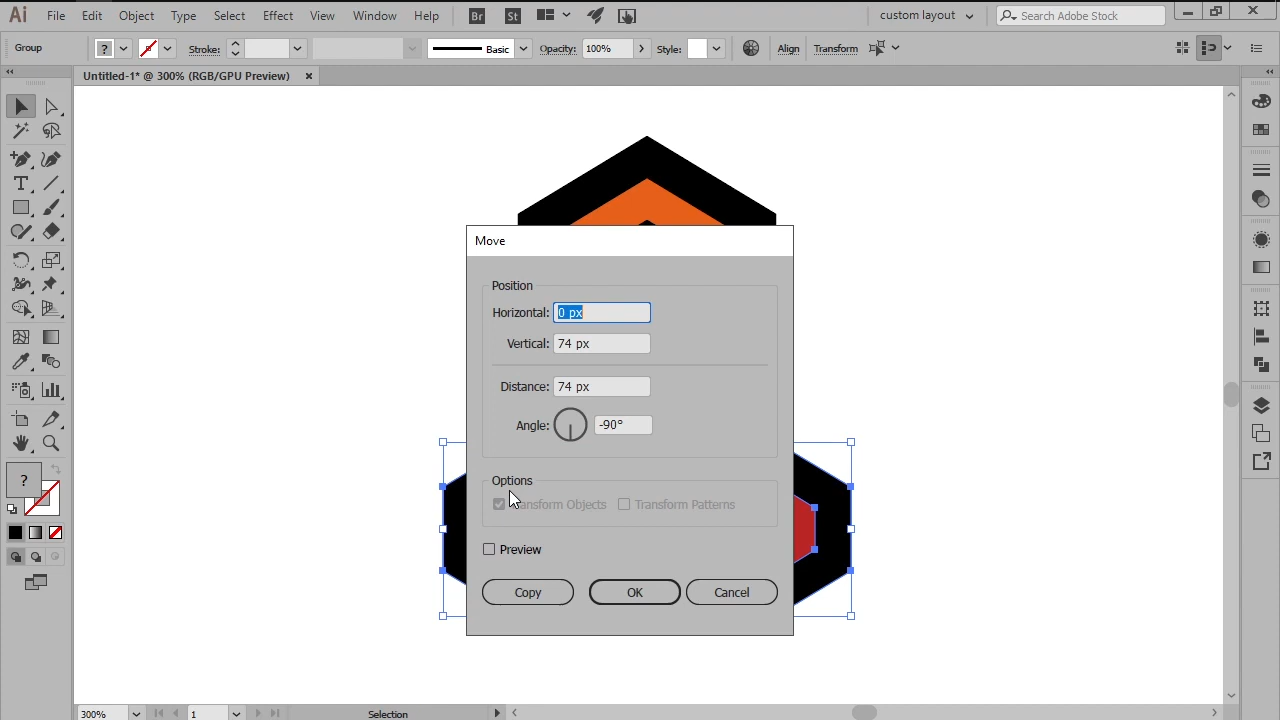 Ai File Edit Object Type Select Effect View Window Help Br St custom layout Search Adobe Stock
Group ? Stroke: Basic Opacity: 100% Style: Align Transform
Untitled-1* @ 300% (RGB/GPU Preview)
Move
Position
Horizontal: 0 px
Vertical: 74 px
Distance: 74 px
Angle: -90°
Options
Transform Objects Transform Patterns
Preview
Copy OK Cancel
?
300% 1 Selection